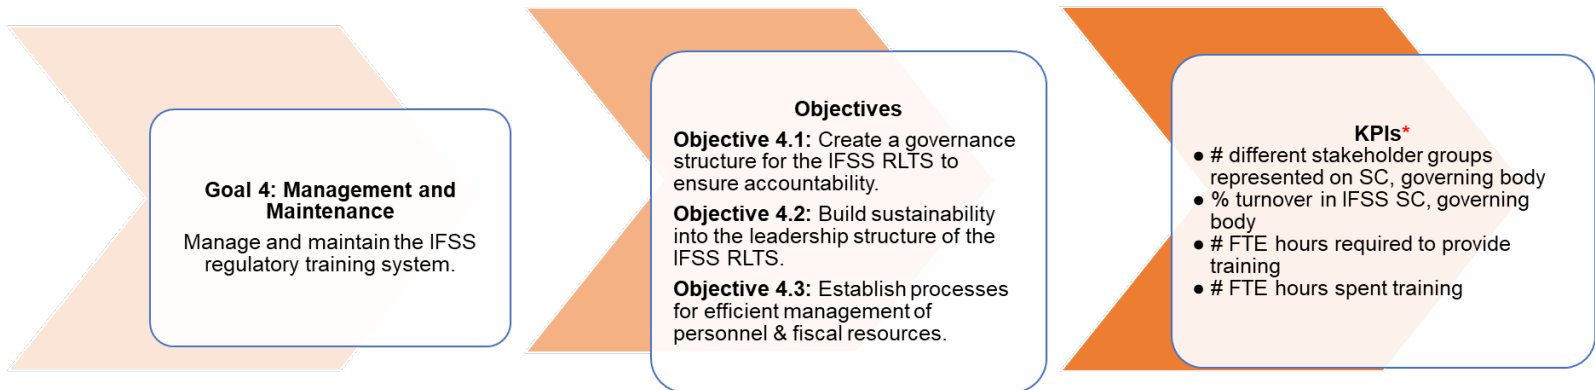 Goal 4: Management and
Maintenance
Manage and maintain the IFSS
regulatory training system.
Objectives
Objective 4.1: Create a governance
structure for the IFSS RLTS to
ensure accountability.
Objective 4.2: Build sustainability
into the leadership structure of the
IFSS RLTS.
Objective 4.3: Establish processes
for efficient management of
personnel & fiscal resources.
KPIs*
● # different stakeholder groups
represented on SC, governing body
● % turnover in IFSS SC, governing
body
● # FTE hours required to provide
training
● # FTE hours spent training